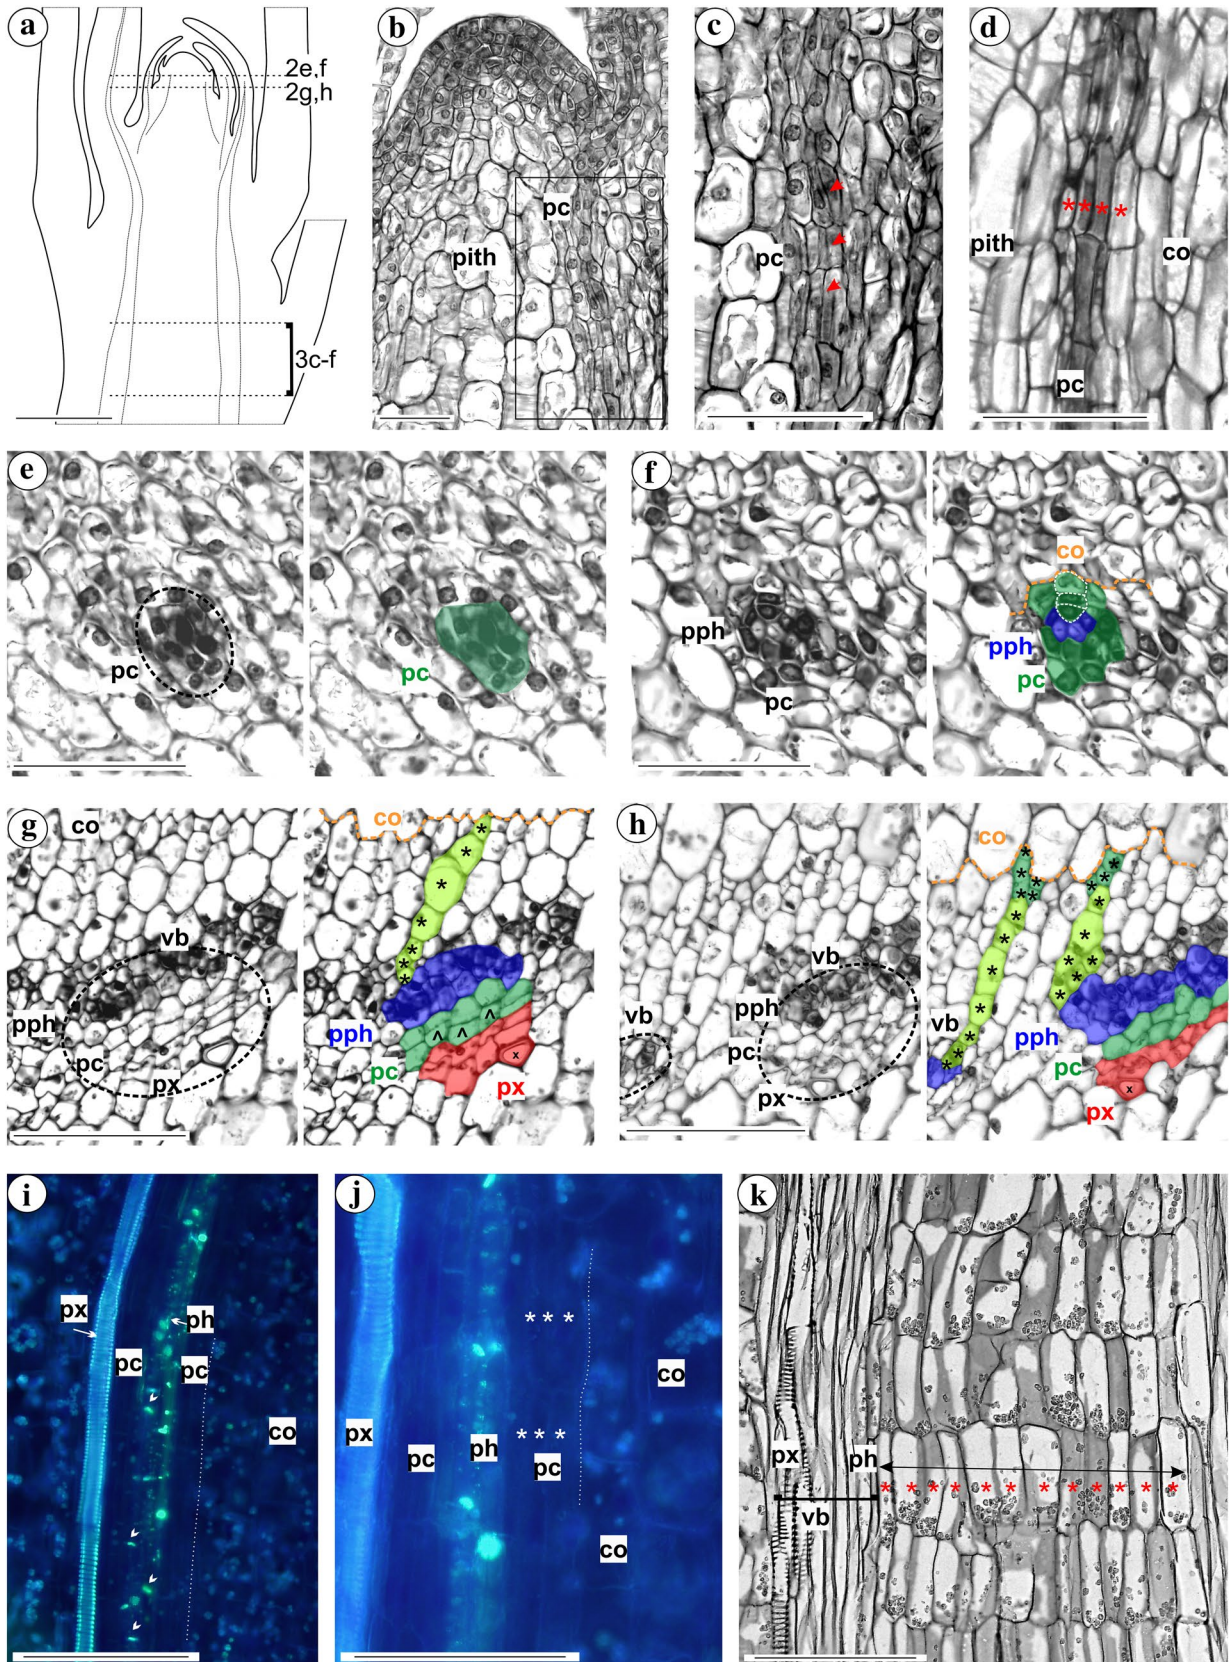 a
2e,f
2g,h
3c-f
b
pc
pith
c
pc
d
****
pith
co
pc
e
pc
pc
f
pph
pc
co
pph
pc
g
co
vb
pph
pc
px
co
*
*
*
*
*
*
*
pph
^ ^ ^
pc
x
px
h
vb
vb
pph
pc
px
co
vb
pph
pc
x
px
i
px
ph
pc
pc
co
j
***
co
px
pc
ph
***
pc
co
k
px
ph
************
vb